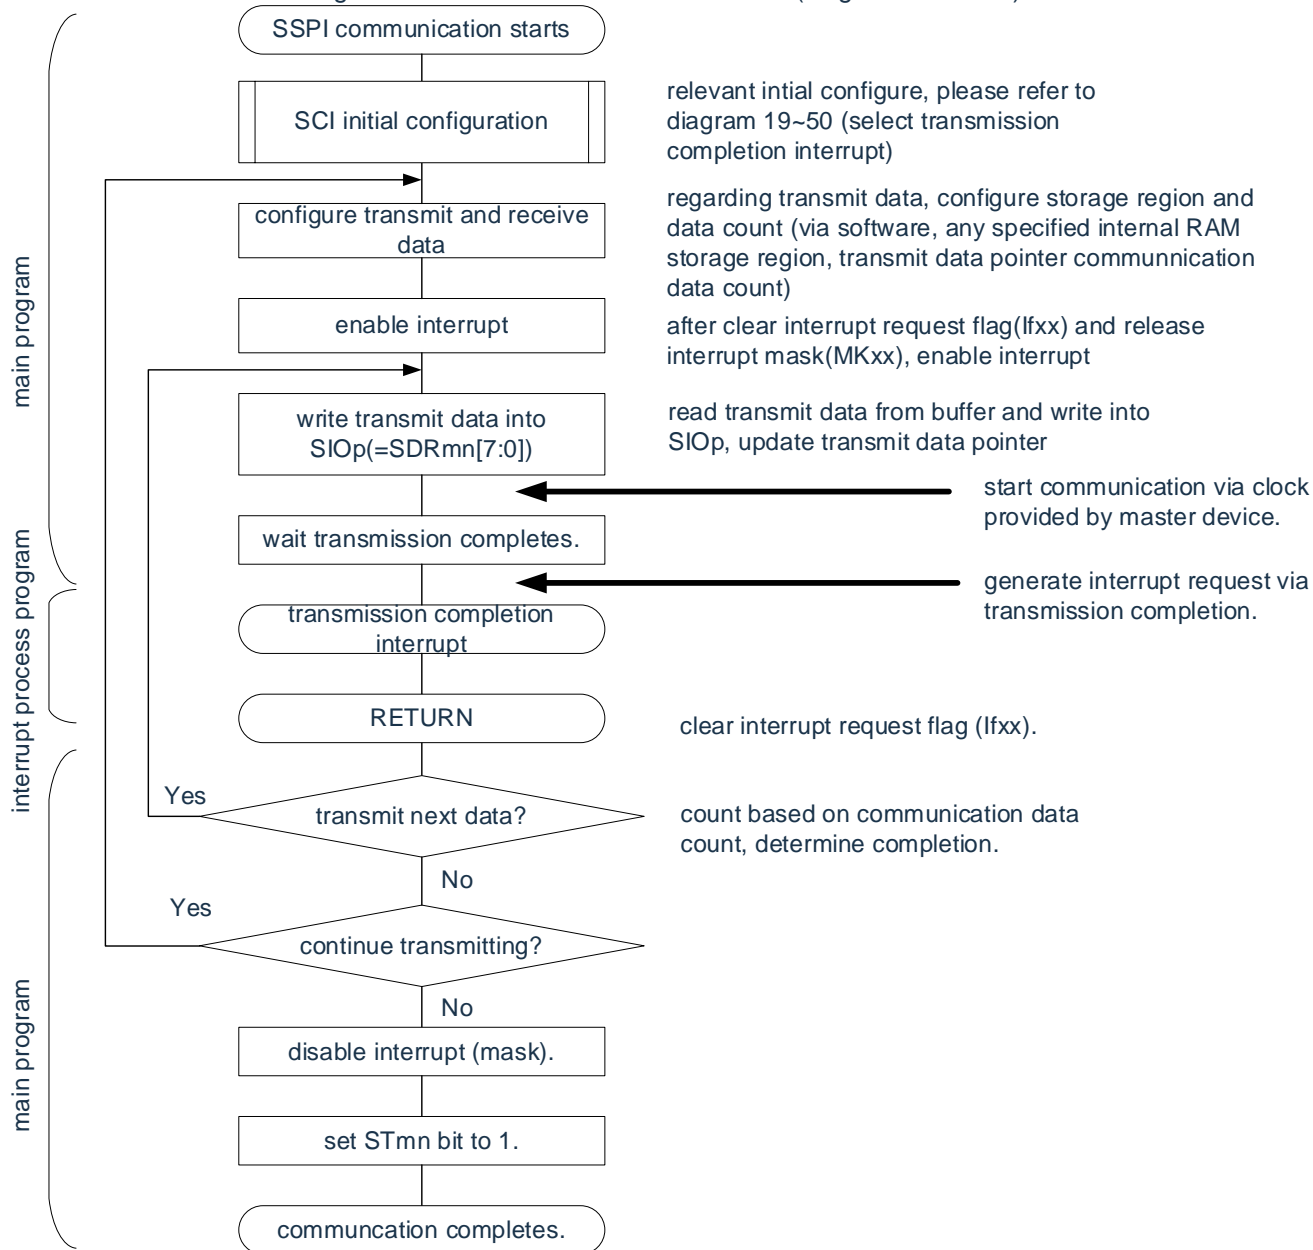 SSPI communication starts
SCI initial configuration
relevant intial configure, please refer to
diagram 19~50 (select transmission
completion interrupt)
configure transmit and receive
data
regarding transmit data, configure storage region and
data count (via software, any specified internal RAM
storage region, transmit data pointer communnication
data count)
enable interrupt
after clear interrupt request flag(Ifxx) and release
interrupt mask(MKxx), enable interrupt
main program
write transmit data into
SIOp(=SDRmn[7:0])
read transmit data from buffer and write into
SIOp, update transmit data pointer
start communication via clock
provided by master device.
wait transmission completes.
generate interrupt request via
transmission completion.
transmission completion
interrupt
interrupt process program
RETURN
clear interrupt request flag (Ifxx).
Yes
transmit next data?
count based on communication data
count, determine completion.
No
Yes
continue transmitting?
No
main program
disable interrupt (mask).
set STmn bit to 1.
communcation completes.